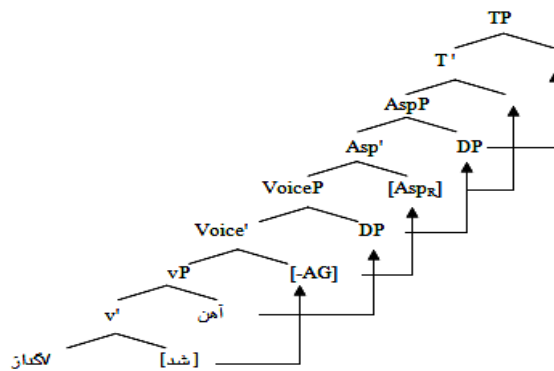 TP
T'
AspP
Asp' DP
VoiceP [AspR]
Voice' DP
vP [-AG]
v' آهن
√گداز [شد]